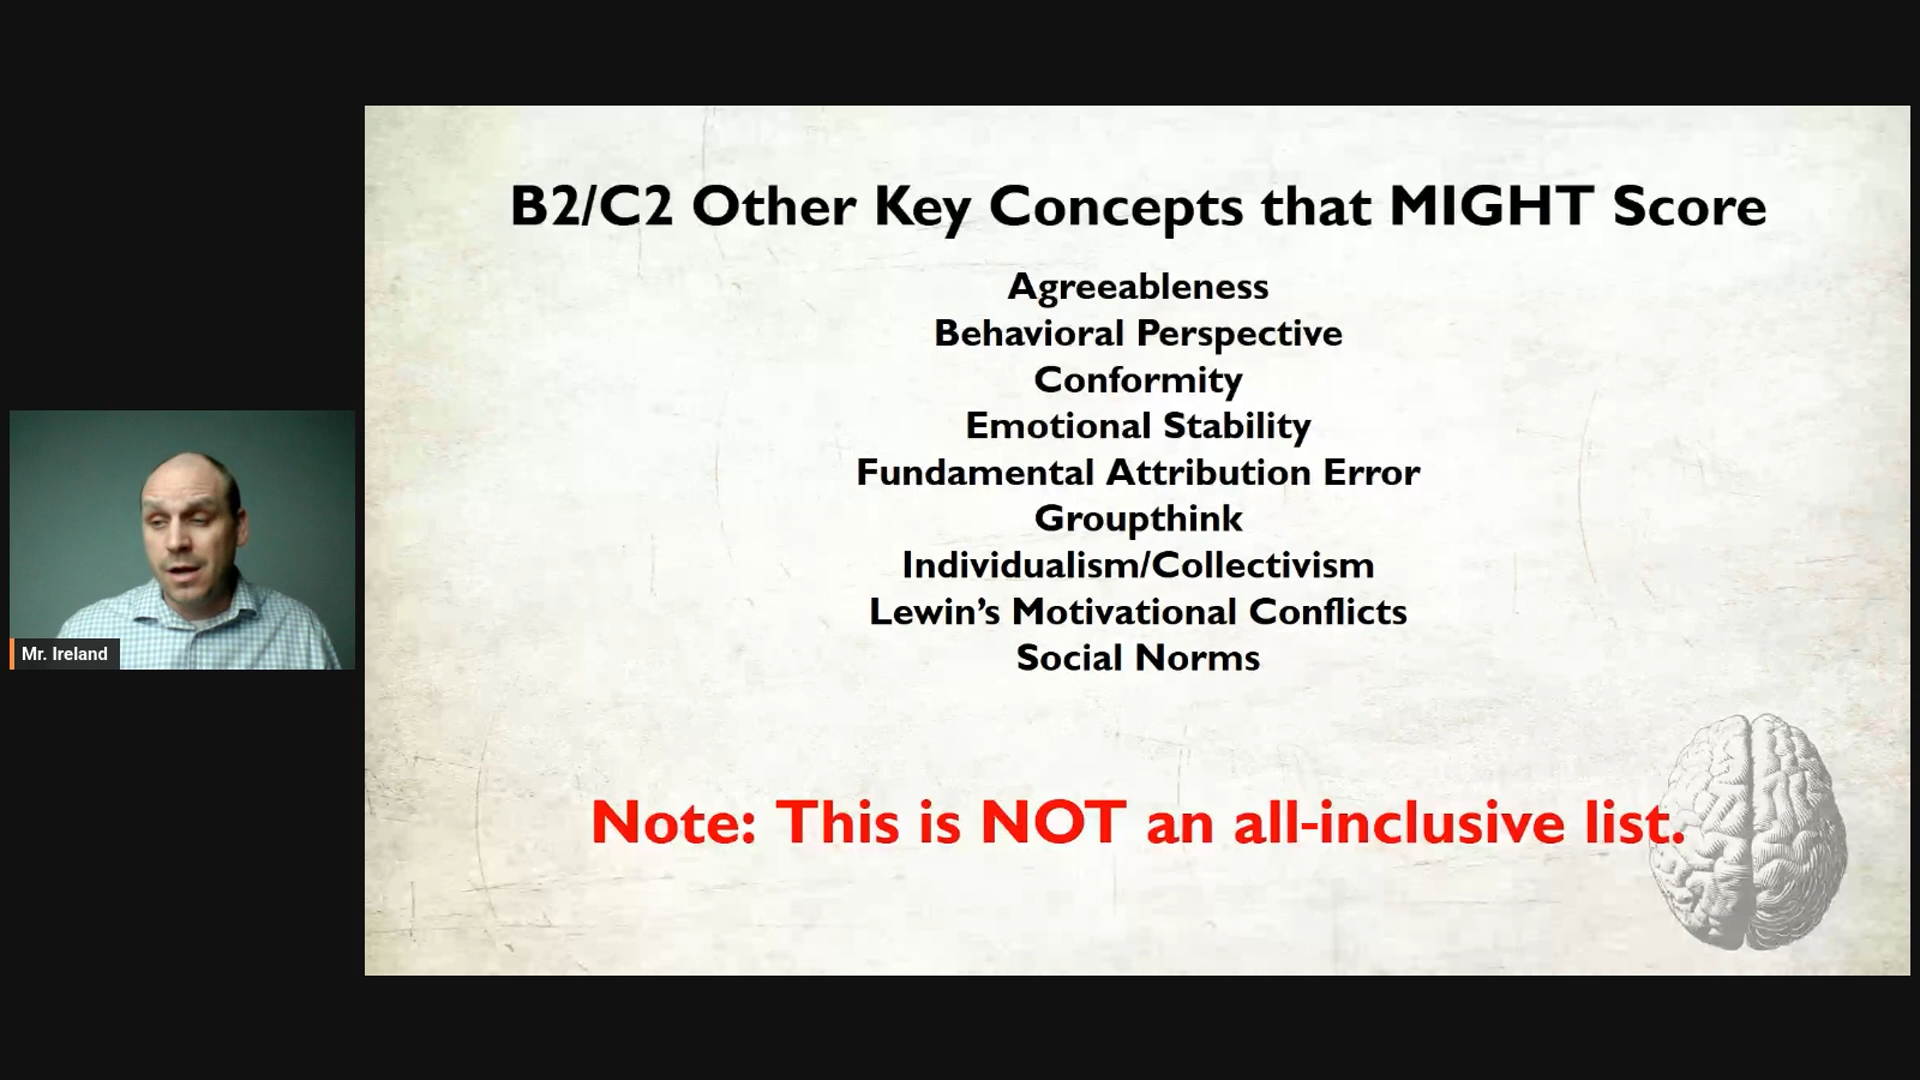 B2/C2 Other Key Concepts that MIGHT Score
Agreeableness
Behavioral Perspective
Conformity
Emotional Stability
Fundamental Attribution Error
Groupthink
Individualism/Collectivism
Lewin’s Motivational Conflicts
Social Norms
Mr. Ireland
Note: This is NOT an all-inclusive list.